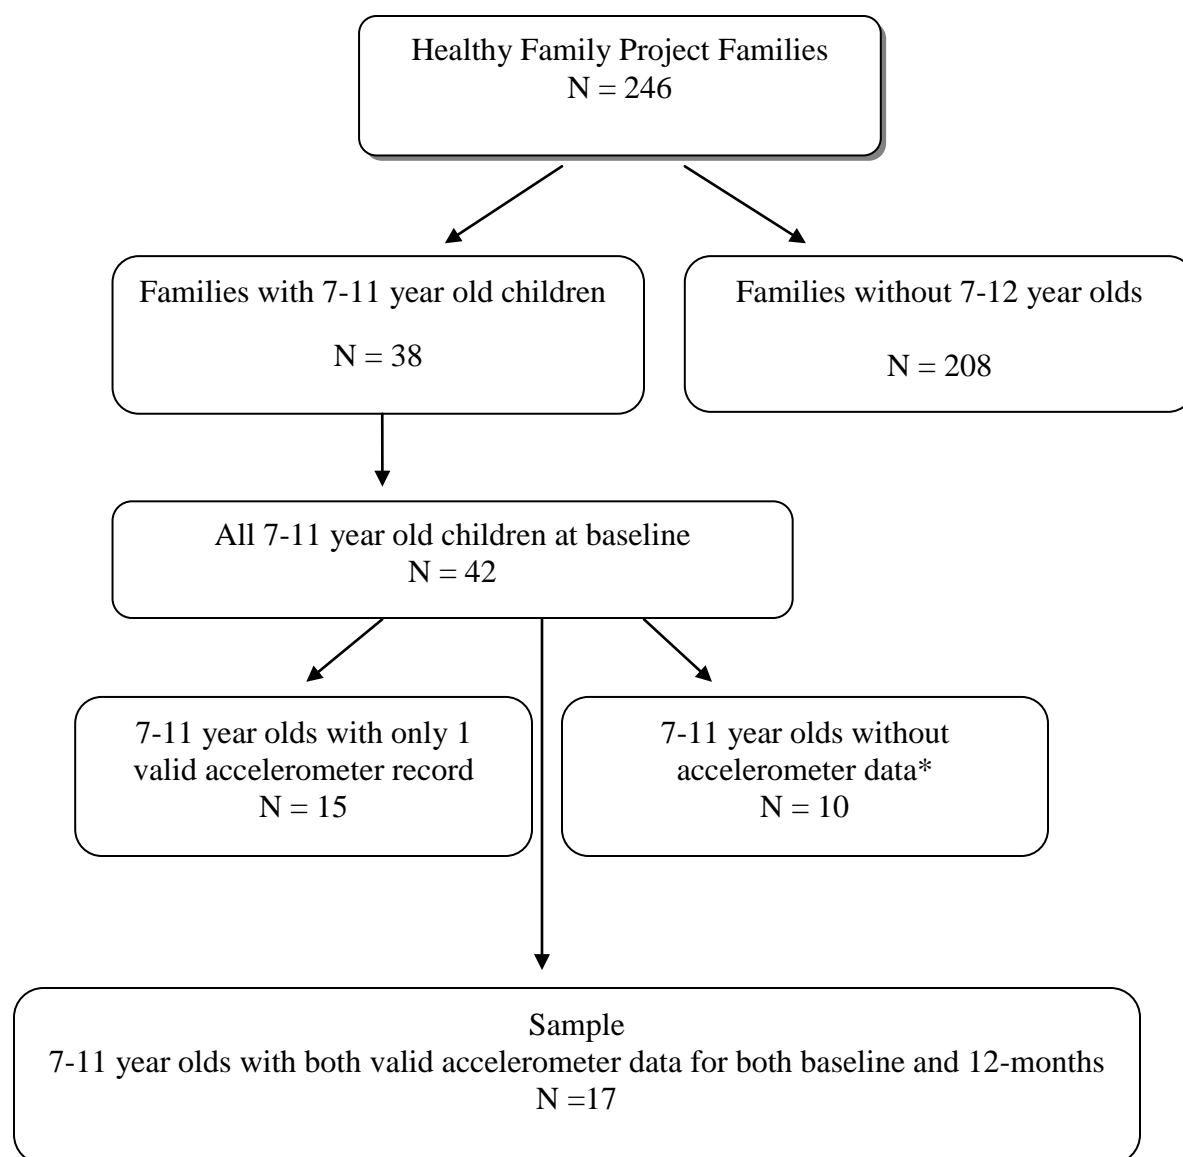 Healthy Family Project Families
N = 246
Families with 7-11 year old children
N = 38
Families without 7-12 year olds
N = 208
All 7-11 year old children at baseline
N = 42
7-11 year olds with only 1
valid accelerometer record
N = 15
7-11 year olds without
accelerometer data*
N = 10
Sample
7-11 year olds with both valid accelerometer data for both baseline and 12-months
N =17